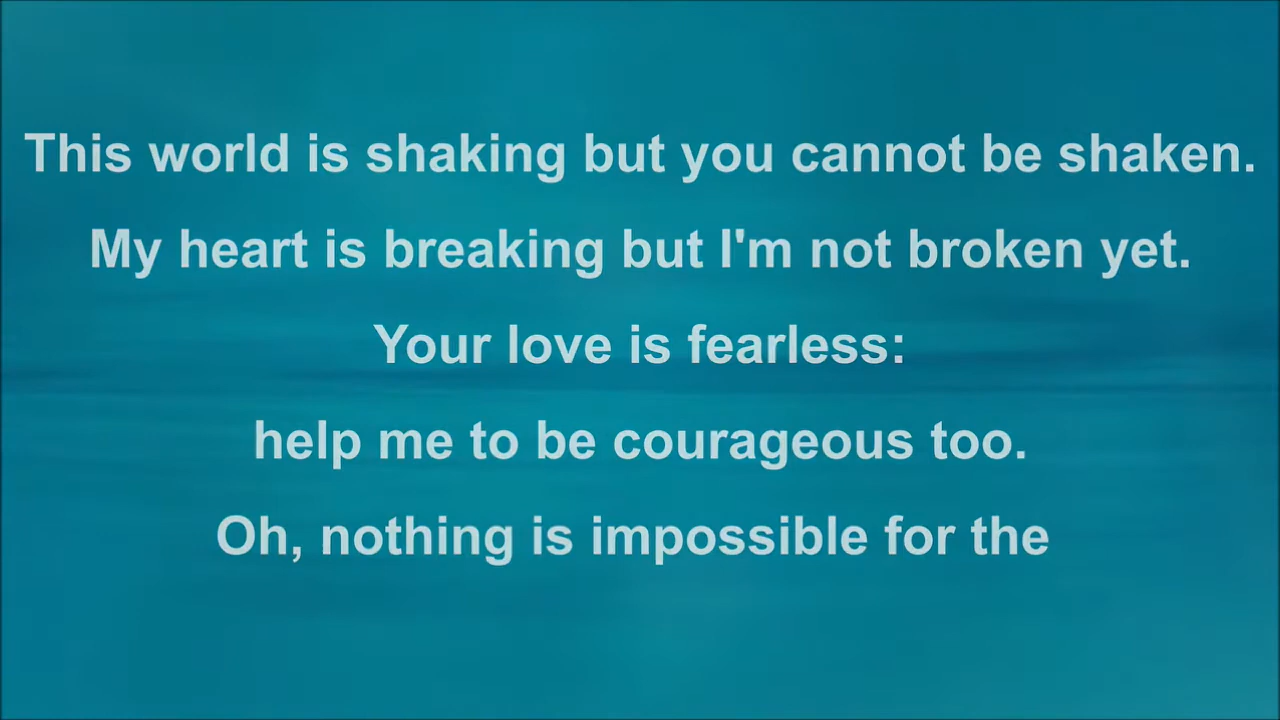 This world is shaking but you cannot be shaken.
My heart is breaking but I'm not broken yet.
Your love is fearless:
help me to be courageous too.
Oh, nothing is impossible for the